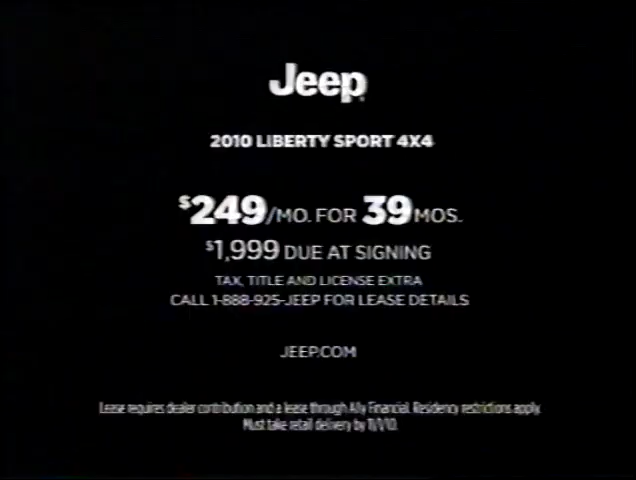 Jeep
2010 LIBERTY SPORT 4X4
$249/MO. FOR 39 MOS.
$1,999 DUE AT SIGNING
TAX, TITLE AND LICENSE EXTRA
CALL 1-888-925-JEEP FOR LEASE DETAILS
JEEP.COM
Lease requires dealer contribution and a lease through Ally Financial. Residency restrictions apply.
Must take retail delivery by 11/1/10.